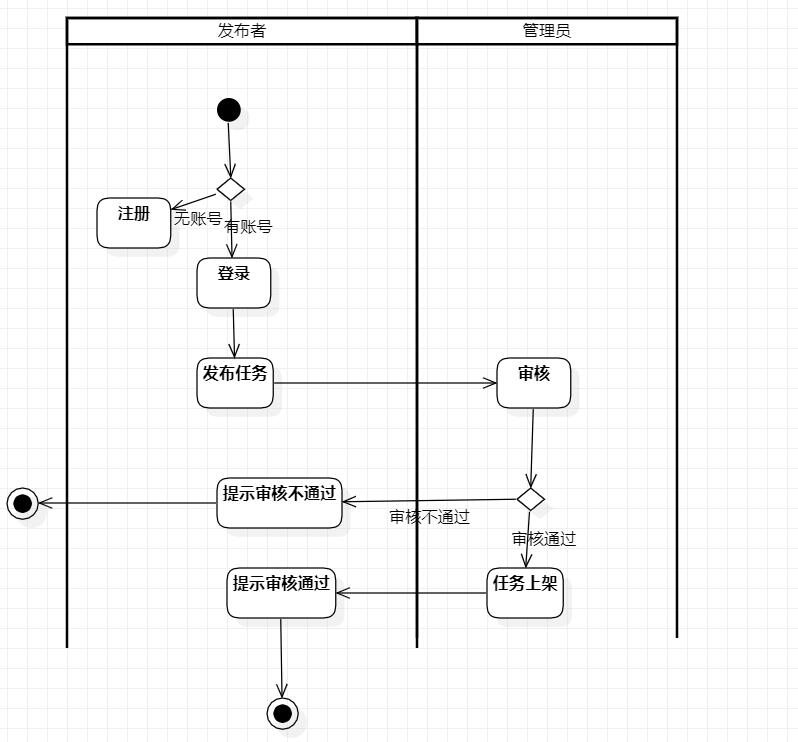 发布者
管理员
注册
无账号
有账号
登录
发布任务
审核
提示审核不通过
审核不通过
审核通过
提示审核通过
任务上架